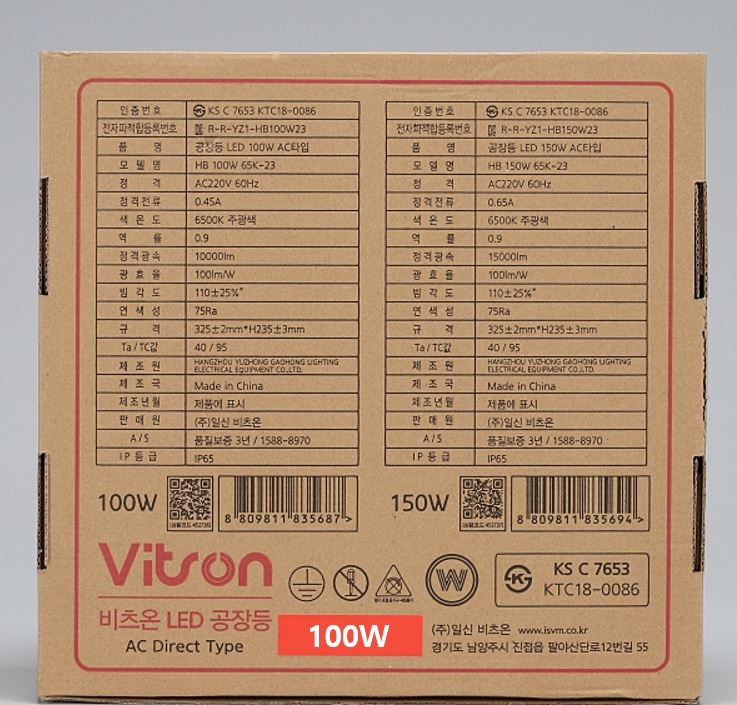 인증번호 KS C 7653 KTC18-0086
전자파적합등록번호 R-R-YZ1-HB100W23
품 명 공장등 LED 100W AC타입
모 델 명 HB 100W 65K-23
정 격 AC220V 60Hz
정격전류 0.45A
색 온 도 6500K 주광색
역 률 0.9
정격광속 10000lm
광 효 율 100lm/W
빔 각 도 110±25%°
연 색 성 75Ra
규 격 325±2mm*H235±3mm
Ta / TC값 40 / 95
제 조 원 HANGZHOU YUZHONG GAOHONG LIGHTING
ELECTRICAL EQUIPMENT CO.,LTD.
제 조 국 Made in China
제조년월 제품에 표시
판 매 원 (주)일신 비츠온
A/S 품질보증 3년 / 1588-8970
IP등급 IP65
인증번호 KS C 7653 KTC18-0086
전자파적합등록번호 R-R-YZ1-HB150W23
품 명 공장등 LED 150W AC타입
모 델 명 HB 150W 65K-23
정 격 AC220V 60Hz
정격전류 0.65A
색 온 도 6500K 주광색
역 률 0.9
정격광속 15000lm
광 효 율 100lm/W
빔 각 도 110±25%°
연 색 성 75Ra
규 격 325±2mm*H235±3mm
Ta / TC값 40 / 95
제 조 원 HANGZHOU YUZHONG GAOHONG LIGHTING
ELECTRICAL EQUIPMENT CO.,LTD.
제 조 국 Made in China
제조년월 제품에 표시
판 매 원 (주)일신 비츠온
A/S 품질보증 3년 / 1588-8970
IP등급 IP65
100W
8 809811 835687 >
150W
8 809811 835694 >
Vitson
비츠온 LED 공장등
AC Direct Type
100W
W
KS C 7653
KTC18-0086
(주)일신 비츠온 www.isvm.co.kr
경기도 남양주시 진접읍 팔야산단로12번길 55